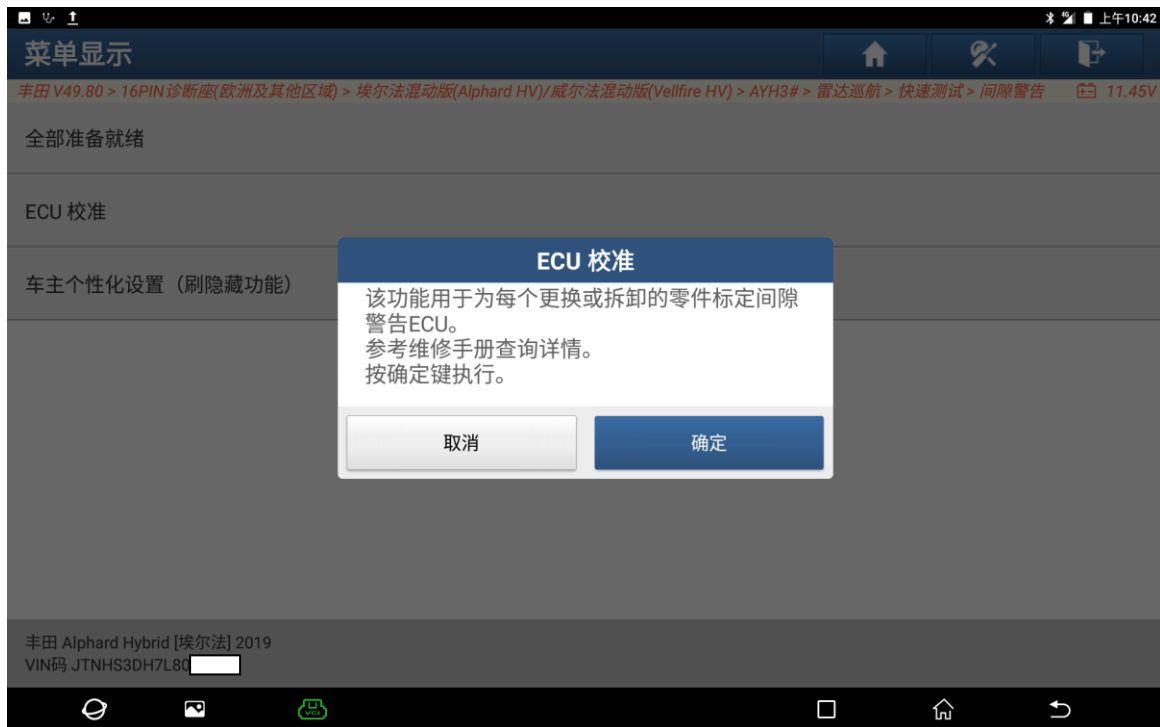 上午10:42
菜单显示
丰田 V49.80 > 16PIN诊断座(欧洲及其他区域) > 埃尔法混动版(Alphard HV)/威尔法混动版(Vellfire HV) > AYH3# > 雷达巡航 > 快速测试 > 间隙警告 11.45V
全部准备就绪
ECU 校准
车主个性化设置（刷隐藏功能）
ECU 校准
该功能用于为每个更换或拆卸的零件标定间隙
警告ECU。
参考维修手册查询详情。
按确定键执行。
取消 确定
丰田 Alphard Hybrid [埃尔法] 2019
VIN码 JTNHS3DH7L80
VCI